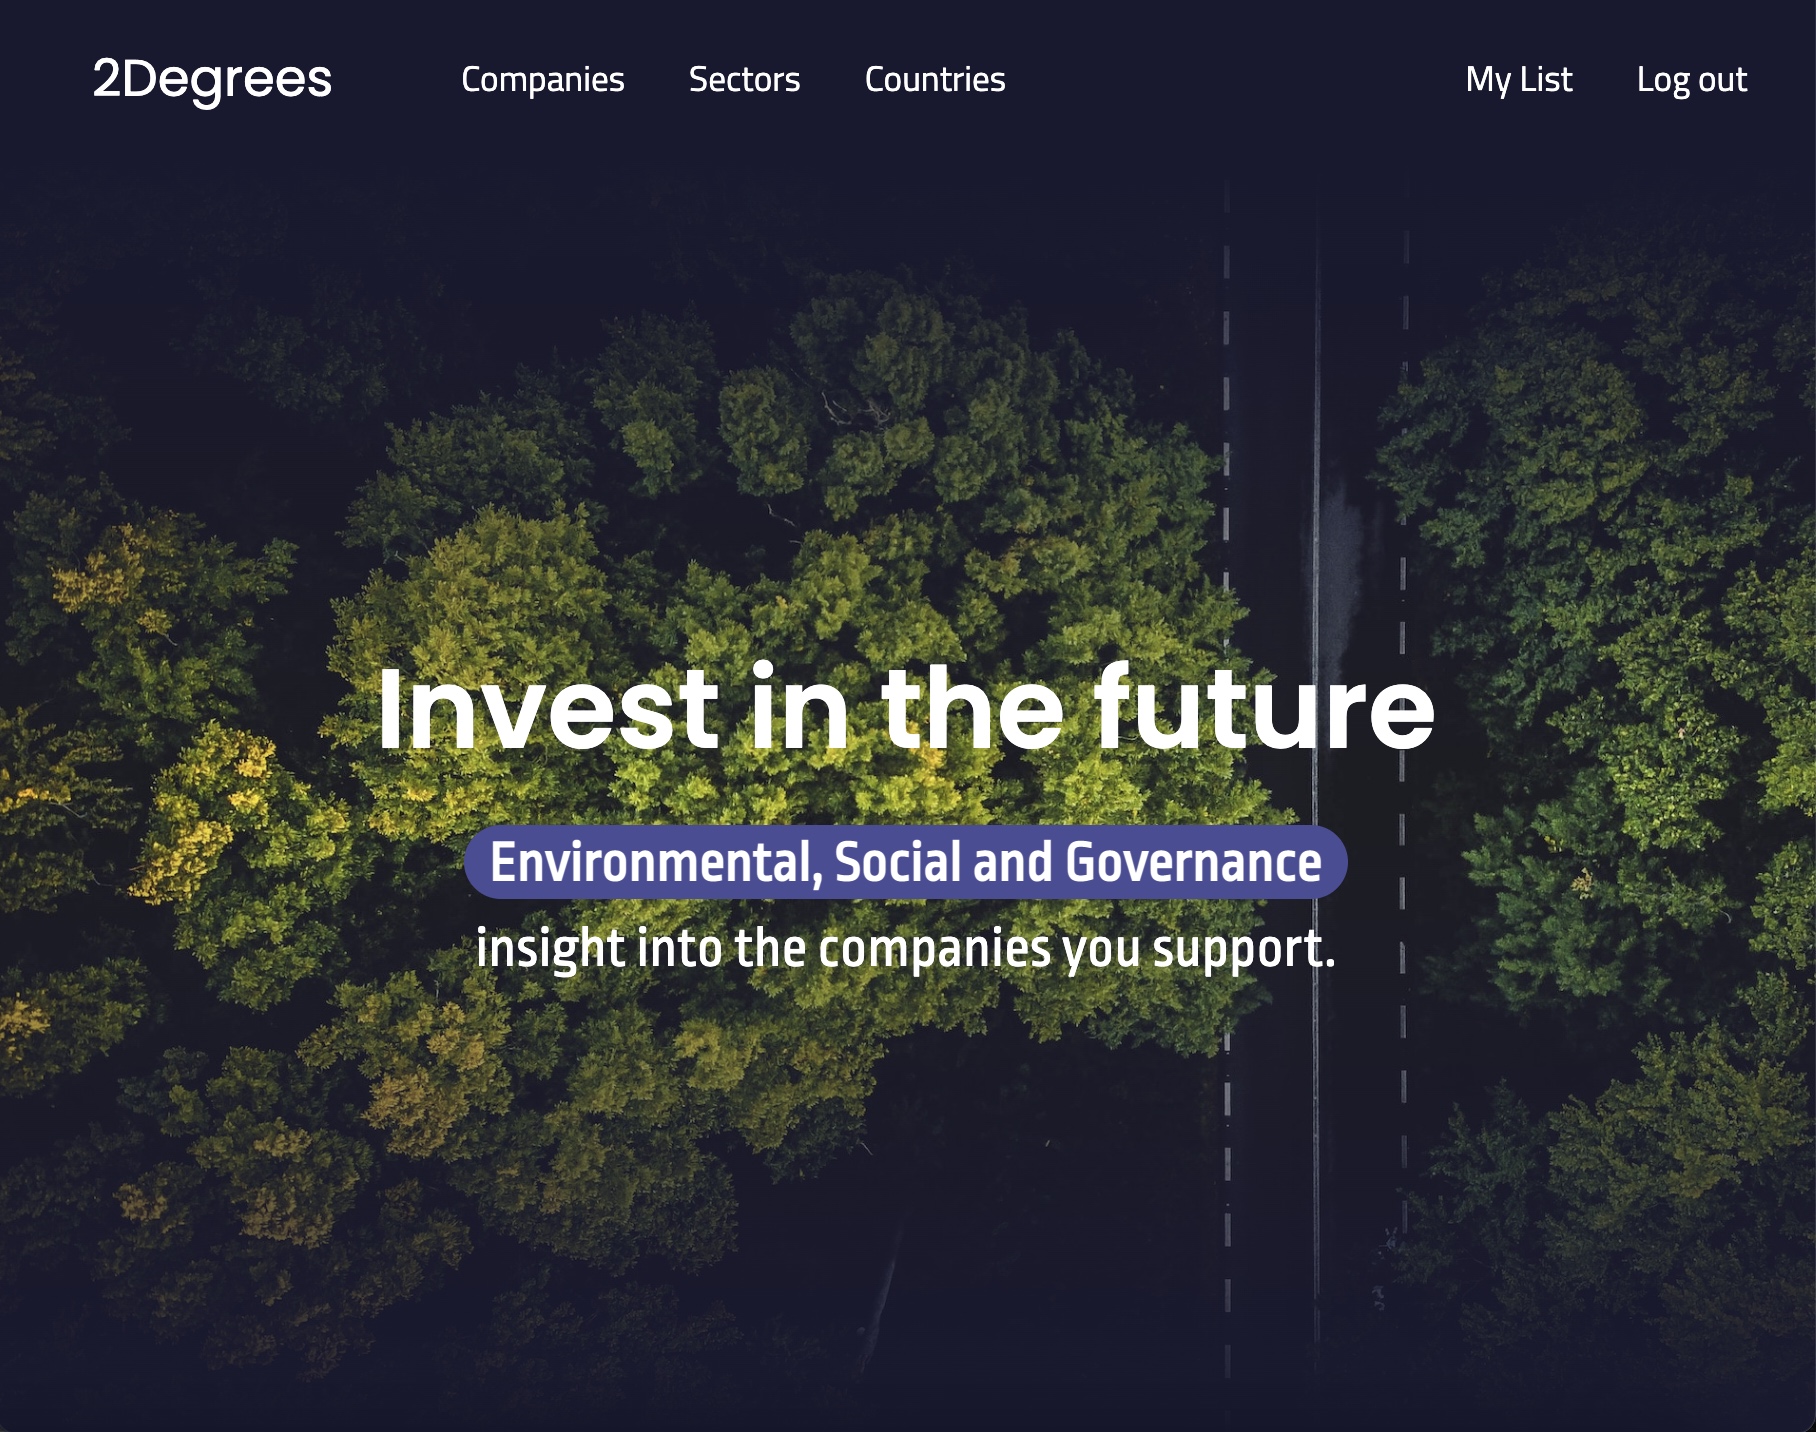 2Degrees Companies Sectors Countries My List Log out
Invest in the future
Environmental, Social and Governance
insight into the companies you support.